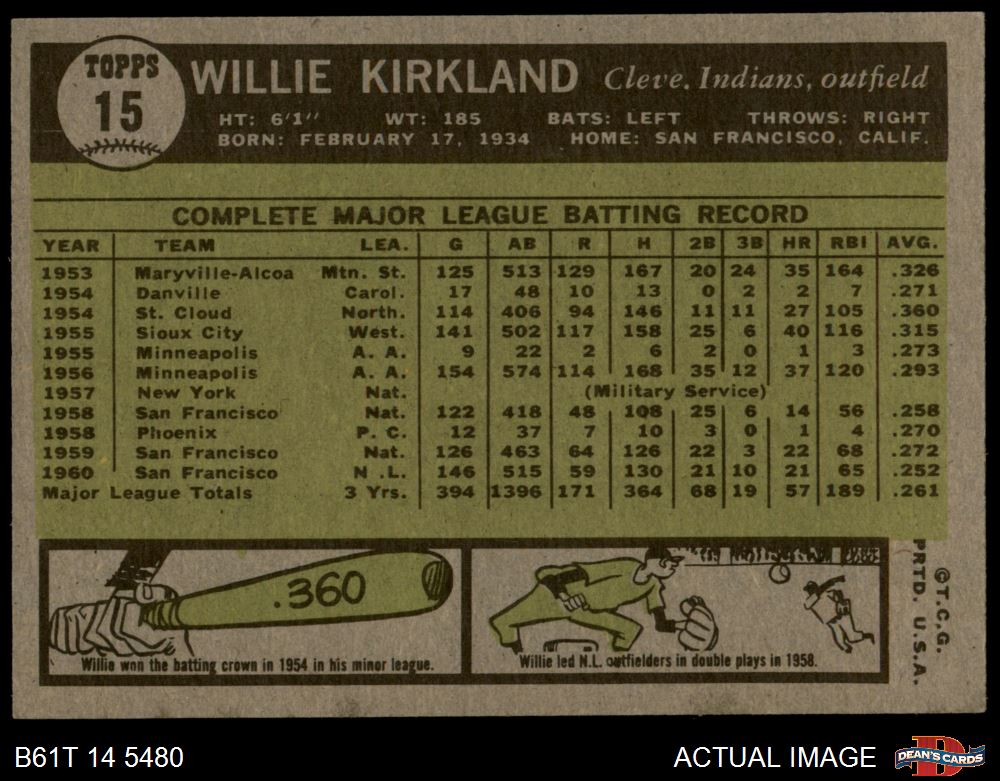 TOPPS
15
WILLIE KIRKLAND Cleve. Indians, outfield
HT: 6'1" WT: 185 BATS: LEFT THROWS: RIGHT
BORN: FEBRUARY 17, 1934 HOME: SAN FRANCISCO, CALIF.
COMPLETE MAJOR LEAGUE BATTING RECORD
YEAR TEAM LEA. G AB R H 2B 3B HR RBI AVG.
1953 Maryville-Alcoa Mtn. St. 125 513 129 167 20 24 35 164 .326
1954 Danville Carol. 17 48 10 13 0 2 2 7 .271
1954 St. Cloud North. 114 406 94 146 11 11 27 105 .360
1955 Sioux City West. 141 502 117 158 25 6 40 116 .315
1955 Minneapolis A. A. 9 22 2 6 2 0 1 3 .273
1956 Minneapolis A. A. 154 574 114 168 35 12 37 120 .293
1957 New York Nat. (Military Service)
1958 San Francisco Nat. 122 418 48 108 25 6 14 56 .258
1958 Phoenix P. C. 12 37 7 10 3 0 1 4 .270
1959 San Francisco Nat. 126 463 64 126 22 3 22 68 .272
1960 San Francisco N .L. 146 515 59 130 21 10 21 65 .252
Major League Totals 3 Yrs. 394 1396 171 364 68 19 57 189 .261
.360
Willie won the batting crown in 1954 in his minor league.
Willie led N.L. outfielders in double plays in 1958.
©T.C.G.
PRTD. U.S.A.
B61T 14 5480
ACTUAL IMAGE
D
DEAN'S CARDS